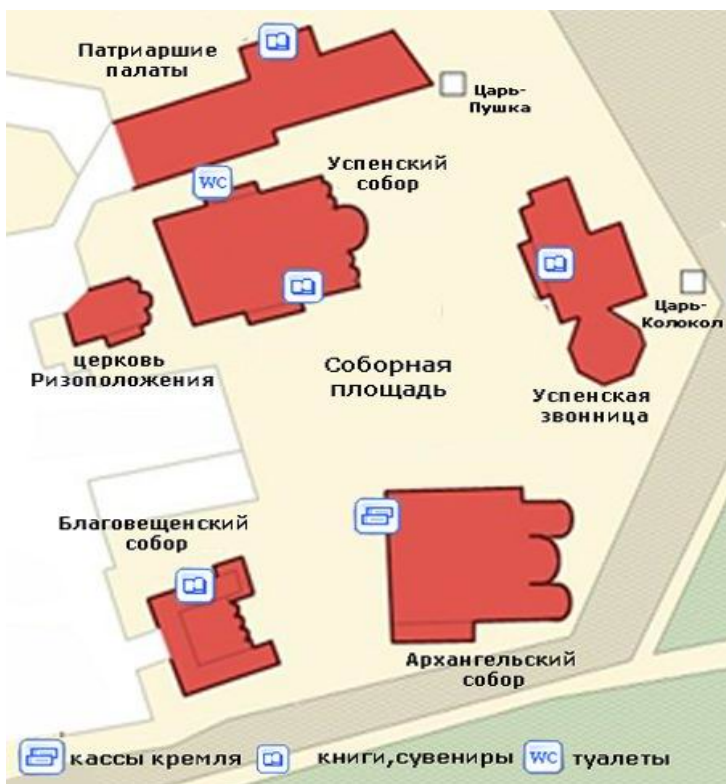 Патриаршие
палаты
Царь-
Пушка
WC
Успенский
собор
Царь-
Колокол
церковь
Ризоположения
Соборная
площадь
Успенская
звонница
Благовещенский
собор
Архангельский
собор
кассы кремля книги,сувениры WC туалеты